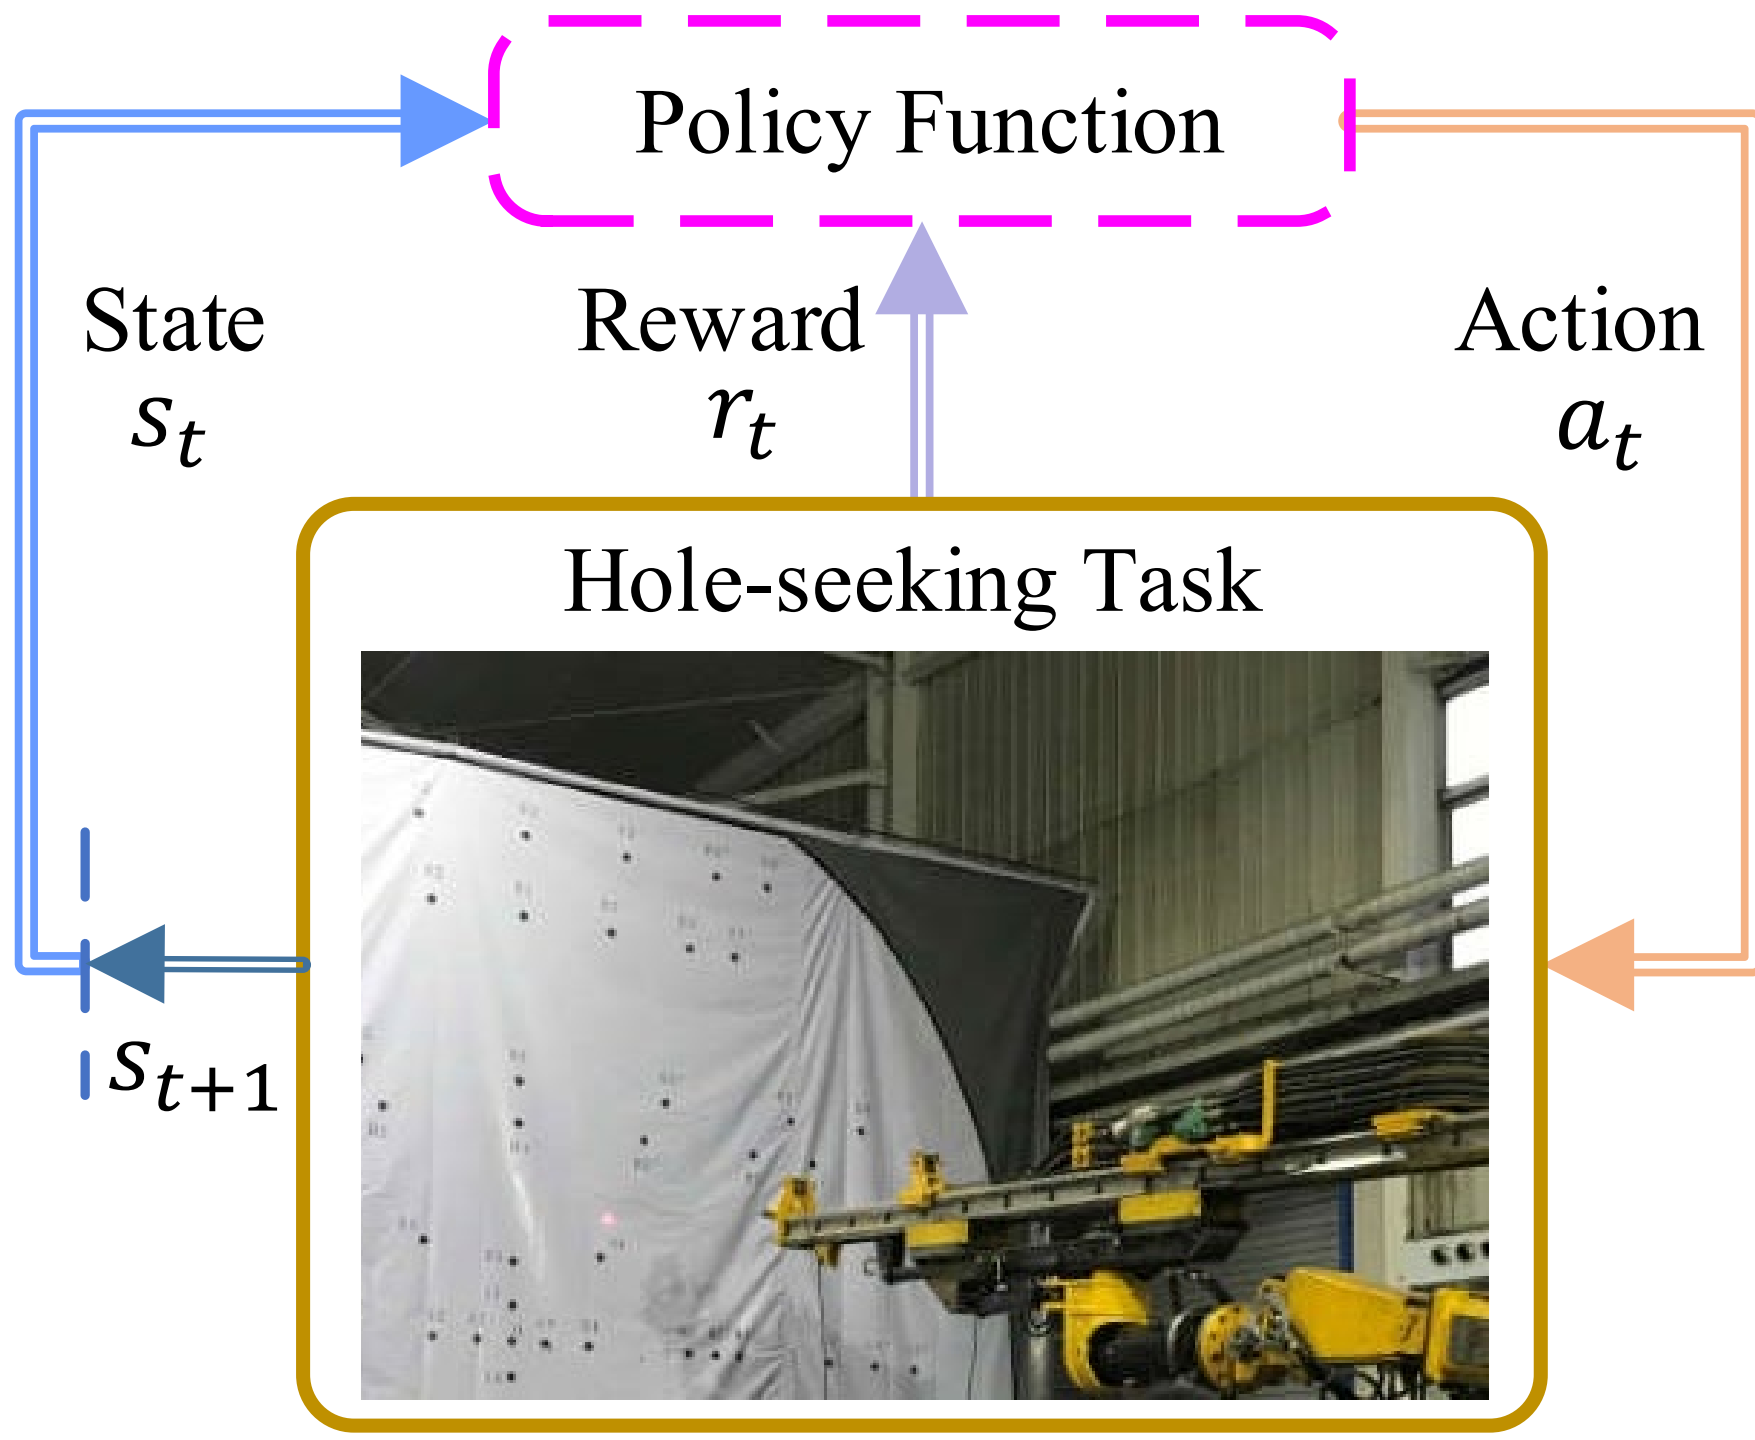 Policy Function
State
s_t
Reward
r_t
Action
a_t
Hole-seeking Task
s_{t+1}